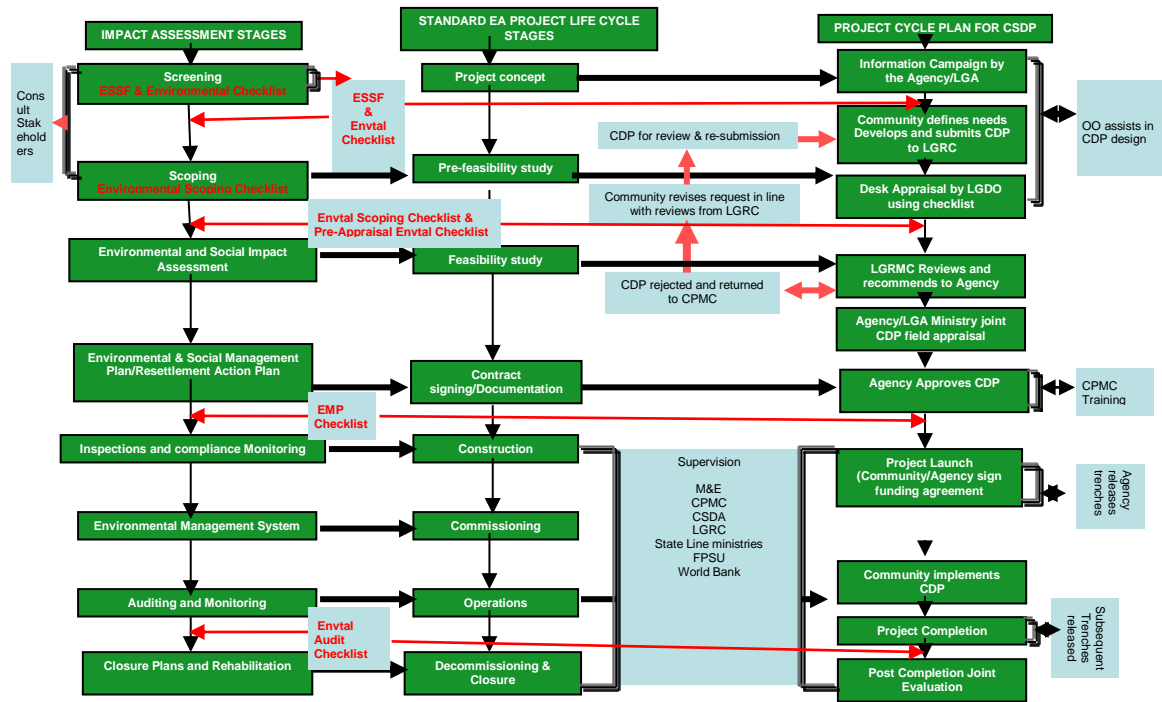 IMPACT ASSESSMENT STAGES
STANDARD EA PROJECT LIFE CYCLE
STAGES
PROJECT CYCLE PLAN FOR CSDP
Cons
ult
Stak
ehold
ers
Screening
ESSF & Environmental Checklist
ESSF
&
Envtal
Checklist
Scoping
Environmental Scoping Checklist
Envtal Scoping Checklist &
Pre-Appraisal Envtal Checklist
Environmental and Social Impact
Assessment
Environmental & Social Management
Plan/Resettlement Action Plan
EMP
Checklist
Inspections and compliance Monitoring
Environmental Management System
Auditing and Monitoring
Envtal
Audit
Checklist
Closure Plans and Rehabilitation
Project concept
Pre-feasibility study
Feasibility study
Contract
signing/Documentation
Construction
Commissioning
Operations
Decommissioning &
Closure
CDP for review & re-submission
Community revises request in line
with reviews from LGRC
CDP rejected and returned
to CPMC
Supervision
M&E
CPMC
CSDA
LGRC
State Line ministries
FPSU
World Bank
Information Campaign by
the Agency/LGA
Community defines needs
Develops and submits CDP
to LGRC
Desk Appraisal by LGDO
using checklist
LGRMC Reviews and
recommends to Agency
Agency/LGA Ministry joint
CDP field appraisal
Agency Approves CDP
Project Launch
(Community/Agency sign
funding agreement
Community implements
CDP
Project Completion
Post Completion Joint
Evaluation
OO assists in
CDP design
CPMC
Training
Agency
releases
trenches
Subsequent
Trenches
released